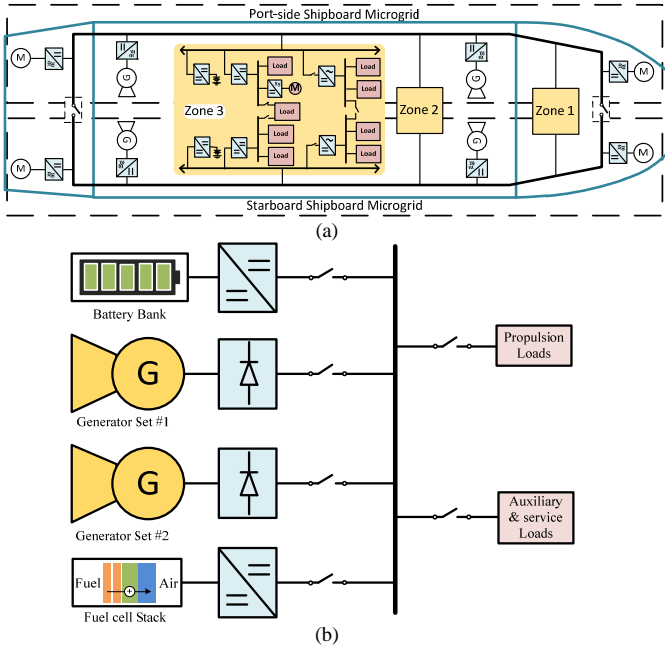 Port-side Shipboard Microgrid
M
M
G
G
Load
Load
M
Load
Load
Zone 3
Load
Zone 2
Zone 1
Load
Load
Load
Load
G
G
M
M
Starboard Shipboard Microgrid
(a)
Battery Bank
G
Generator Set #1
Propulsion
Loads
G
Generator Set #2
Auxiliary
& service
Loads
Fuel
+
Air
Fuel cell Stack
(b)